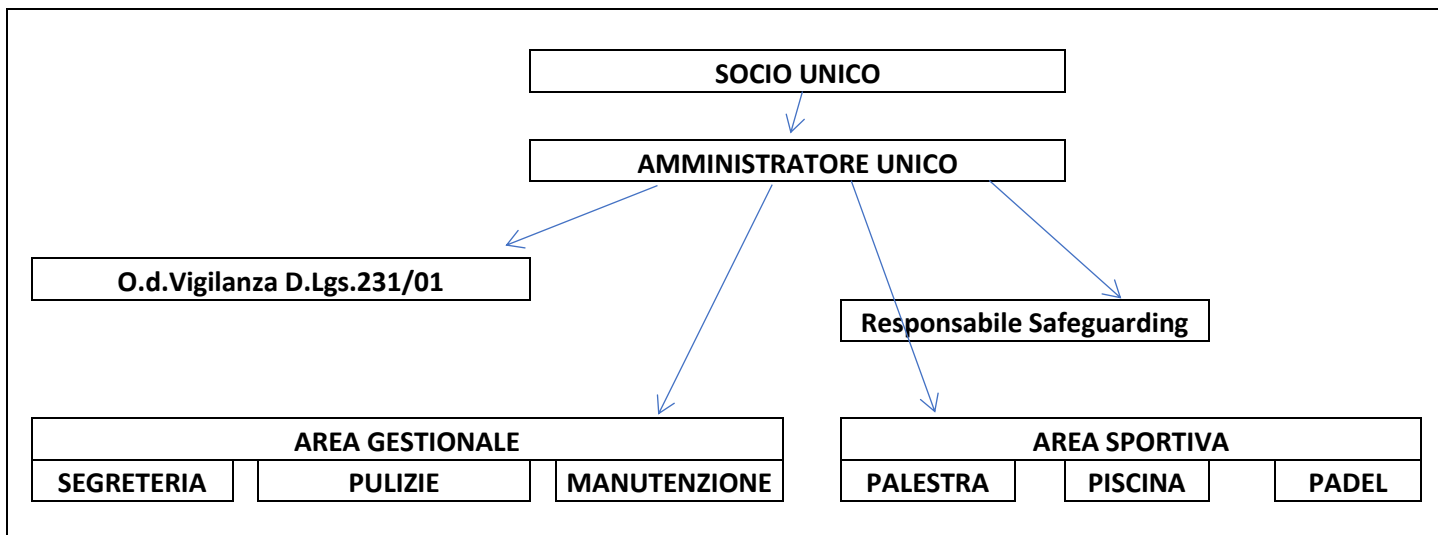 SOCIO UNICO
AMMINISTRATORE UNICO
O.d.Vigilanza D.Lgs.231/01
Responsabile Safeguarding
AREA GESTIONALE
SEGRETERIA
PULIZIE
MANUTENZIONE
AREA SPORTIVA
PALESTRA
PISCINA
PADEL